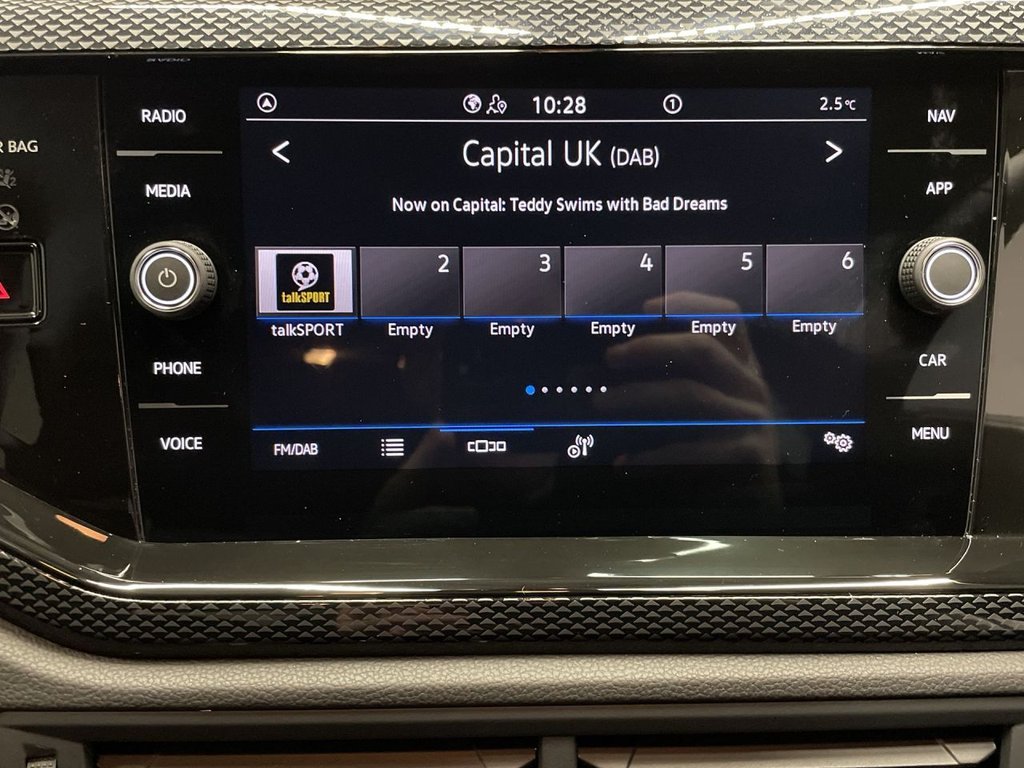 R BAG
RADIO
MEDIA
PHONE
VOICE
10:28
1
2.5°C
< Capital UK (DAB) >
Now on Capital: Teddy Swims with Bad Dreams
talkSPORT
2
3
4
5
6
talkSPORT
Empty
Empty
Empty
Empty
Empty
FM/DAB
NAV
APP
CAR
MENU